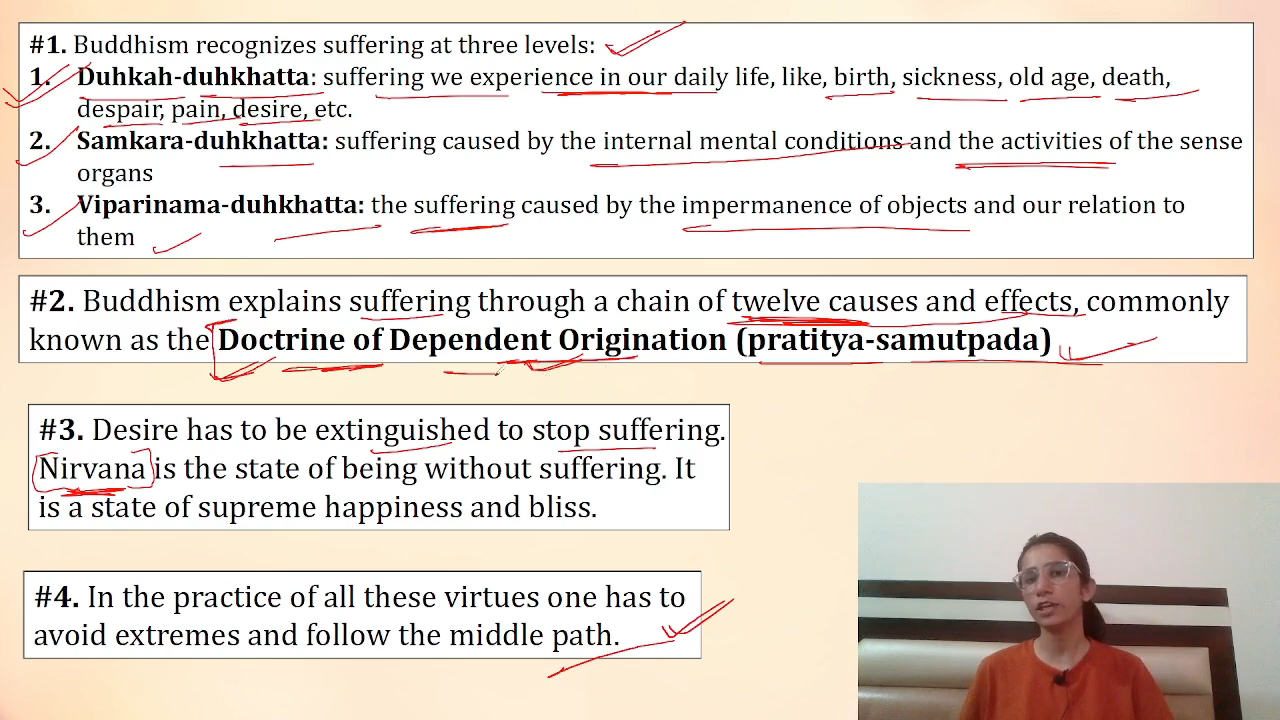 #1. Buddhism recognizes suffering at three levels:
1. Duhkah-duhkhatta: suffering we experience in our daily life, like, birth, sickness, old age, death,
despair, pain, desire, etc.
2. Samkara-duhkhatta: suffering caused by the internal mental conditions and the activities of the sense
organs
3. Viparinama-duhkhatta: the suffering caused by the impermanence of objects and our relation to
them
#2. Buddhism explains suffering through a chain of twelve causes and effects, commonly
known as the Doctrine of Dependent Origination (pratitya-samutpada)
#3. Desire has to be extinguished to stop suffering.
Nirvana is the state of being without suffering. It
is a state of supreme happiness and bliss.
#4. In the practice of all these virtues one has to
avoid extremes and follow the middle path.